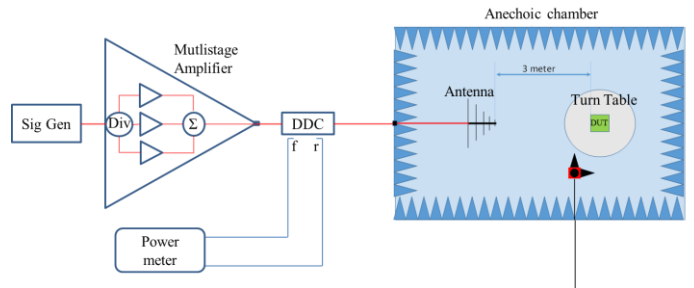 Anechoic chamber
Mutlistage
Amplifier
3 meter
Antenna
Turn Table
Sig Gen
Div
Σ
DDC
DUT
f r
Power
meter